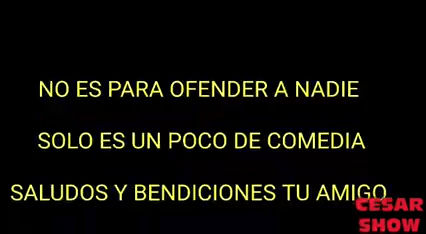 NO ES PARA OFENDER A NADIE
SOLO ES UN POCO DE COMEDIA
SALUDOS Y BENDICIONES TU AMIGO
CESAR
SHOW